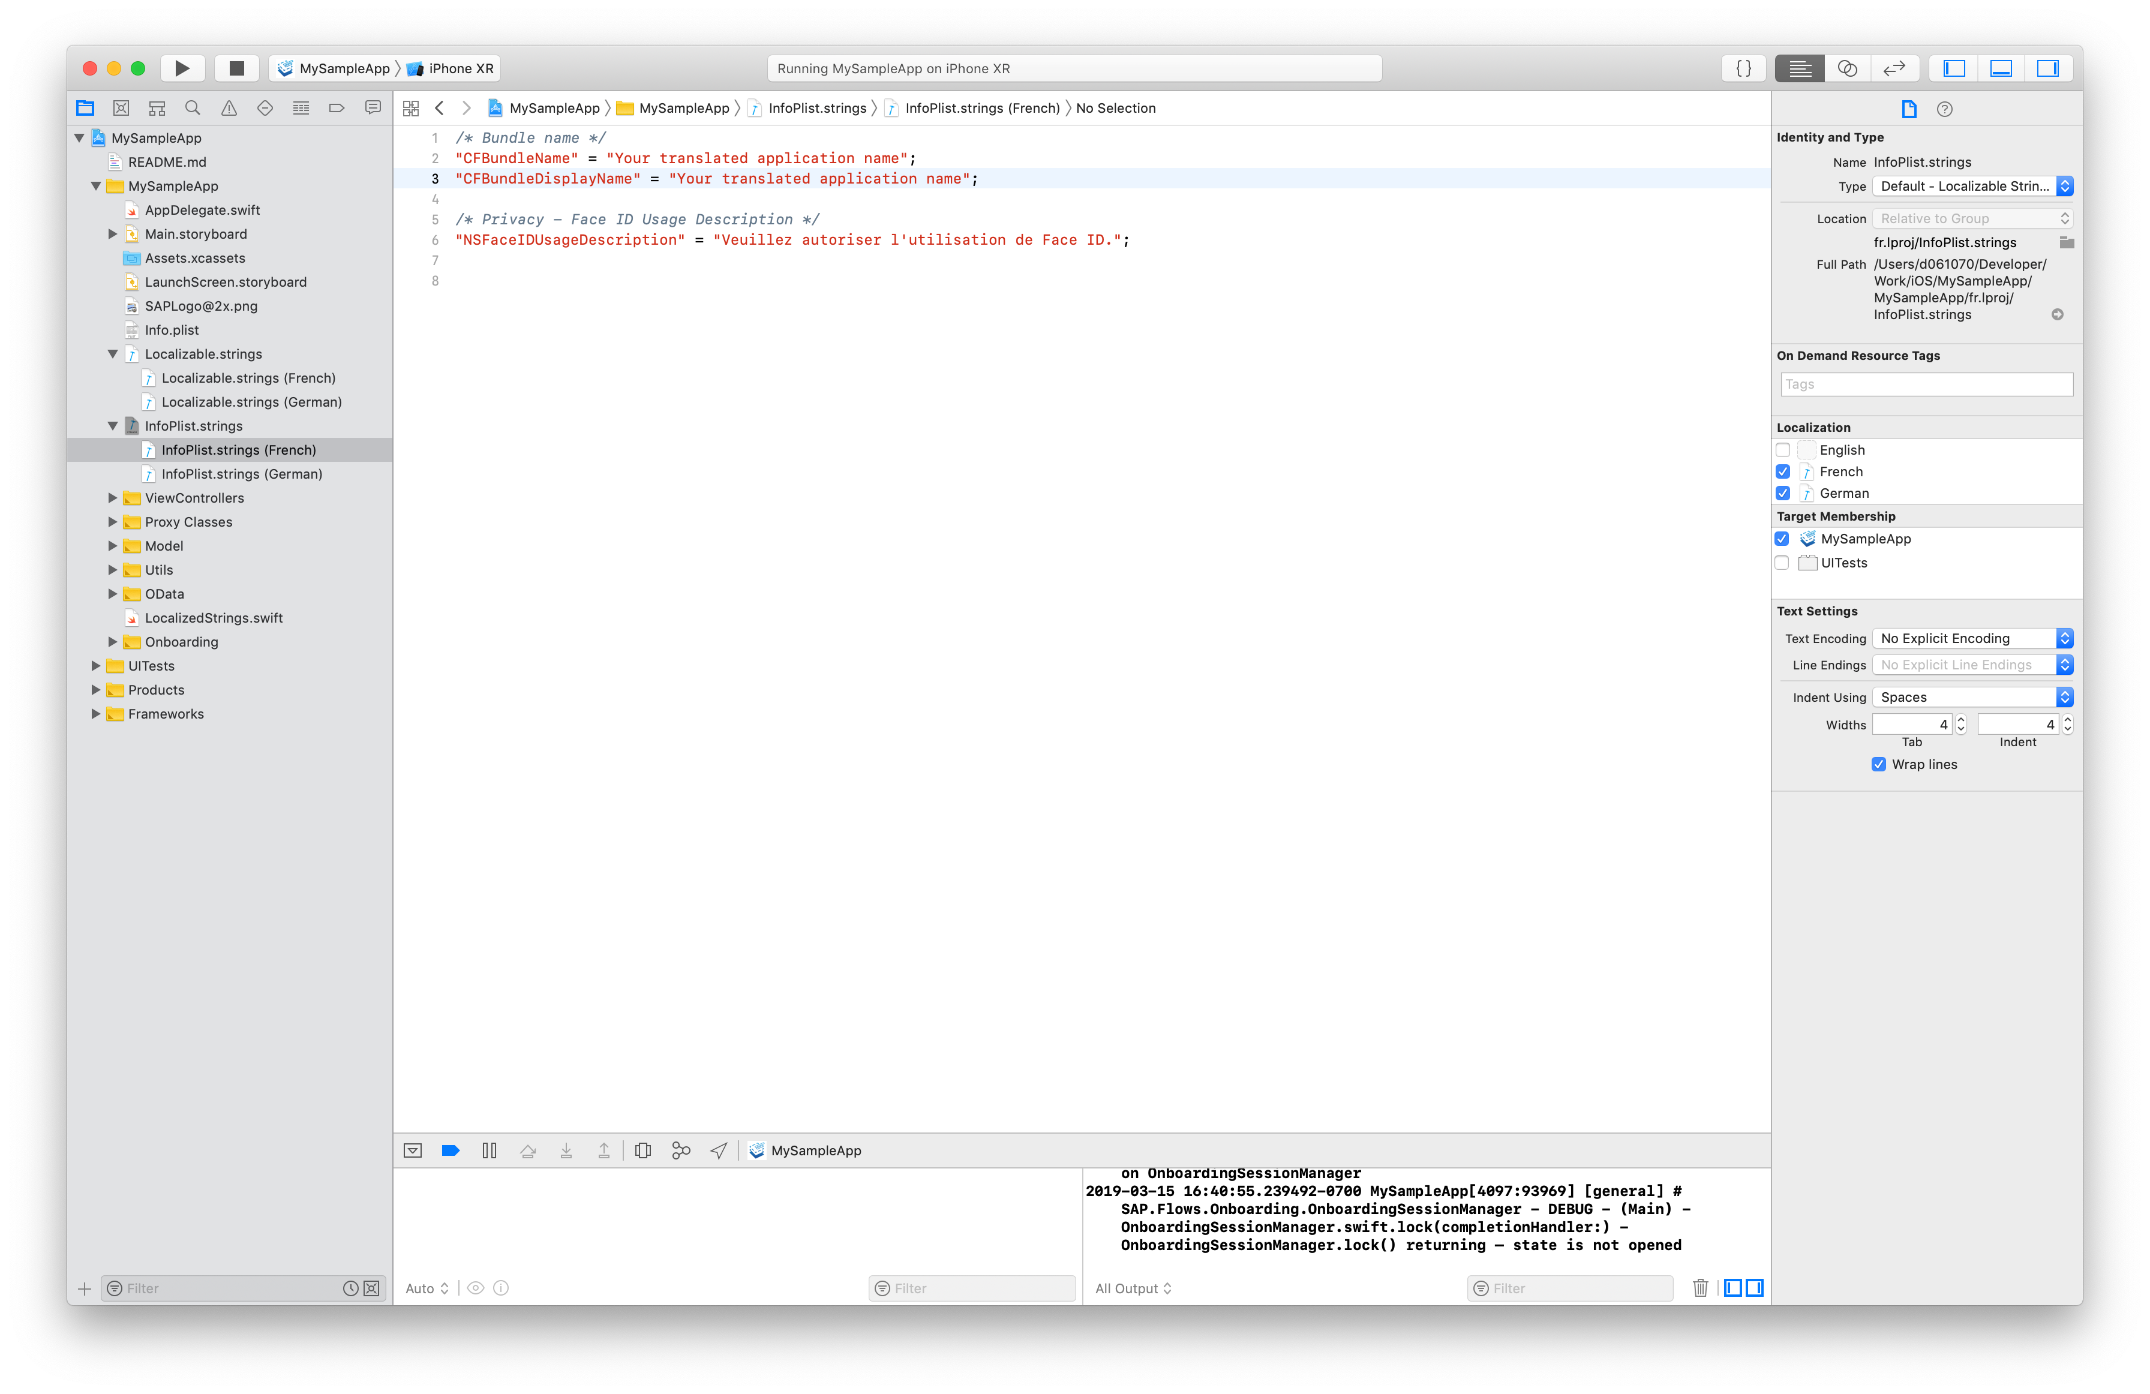 MySampleApp 〉 iPhone XR
Running MySampleApp on iPhone XR
{ }
MySampleApp
README.md
MySampleApp
AppDelegate.swift
Main.storyboard
Assets.xcassets
LaunchScreen.storyboard
SAPLogo@2x.png
Info.plist
Localizable.strings
Localizable.strings (French)
Localizable.strings (German)
InfoPlist.strings
InfoPlist.strings (French)
InfoPlist.strings (German)
ViewControllers
Proxy Classes
Model
Utils
OData
LocalizedStrings.swift
Onboarding
UITests
Products
Frameworks
Filter
MySampleApp 〉 MySampleApp 〉 InfoPlist.strings 〉 InfoPlist.strings (French) 〉 No Selection
1 /* Bundle name */
2 "CFBundleName" = "Your translated application name";
3 "CFBundleDisplayName" = "Your translated application name";
4
5 /* Privacy – Face ID Usage Description */
6 "NSFaceIDUsageDescription" = "Veuillez autoriser l'utilisation de Face ID.";
7
8
MySampleApp
Auto
Filter
on OnboardingSessionManager
2019-03-15 16:40:55.239492-0700 MySampleApp[4097:93969] [general] #
SAP.Flows.Onboarding.OnboardingSessionManager - DEBUG - (Main) -
OnboardingSessionManager.swift.lock(completionHandler:) -
OnboardingSessionManager.lock() returning – state is not opened
All Output
Filter
Identity and Type
Name InfoPlist.strings
Type Default - Localizable Strin...
Location Relative to Group
fr.lproj/InfoPlist.strings
Full Path /Users/d061070/Developer/
Work/iOS/MySampleApp/
MySampleApp/fr.lproj/
InfoPlist.strings
On Demand Resource Tags
Tags
Localization
English
French
German
Target Membership
MySampleApp
UITests
Text Settings
Text Encoding No Explicit Encoding
Line Endings No Explicit Line Endings
Indent Using Spaces
Widths 4 4
Tab Indent
Wrap lines